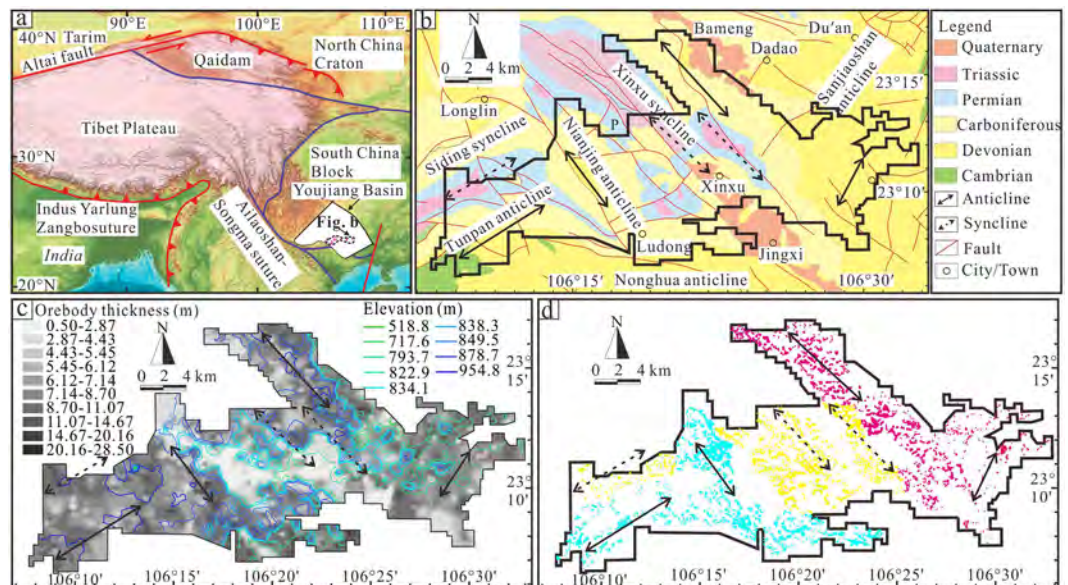 a
90°E
100°E
110°E
40°N
Tarim
Altai fault
Qaidam
North China
Craton
Tibet Plateau
30°N
South China
Block
Youjiang Basin
Fig. b
Indus Yarlung
Zangbosuture
Ailaoshan-
Songma suture
India
20°N
b
N
0 2 4 km
Bameng
Du'an
Dadao
Sanjiaoshan
anticline
23°15′
Longlin
Xinxu syncline
P
Siding syncline
Nianjing anticline
Xinxu
23°10′
Tunpan anticline
Ludong
Jingxi
106°15′
Nonghua anticline
106°30′
Legend
Quaternary
Triassic
Permian
Carboniferous
Devonian
Cambrian
Anticline
Syncline
Fault
City/Town
c
Orebody thickness (m)
0.50-2.87
2.87-4.43
4.43-5.45
5.45-6.12
6.12-7.14
7.14-8.70
8.70-11.07
11.07-14.67
14.67-20.16
20.16-28.50
N
0 2 4 km
Elevation (m)
518.8 838.3
717.6 849.5
793.7 878.7
822.9 954.8
834.1
23°
15′
23°
10′
106°10′ 106°15′ 106°20′ 106°25′ 106°30′
d
N
0 2 4 km
23°
15′
23°
10′
106°10′ 106°15′ 106°20′ 106°25′ 106°30′